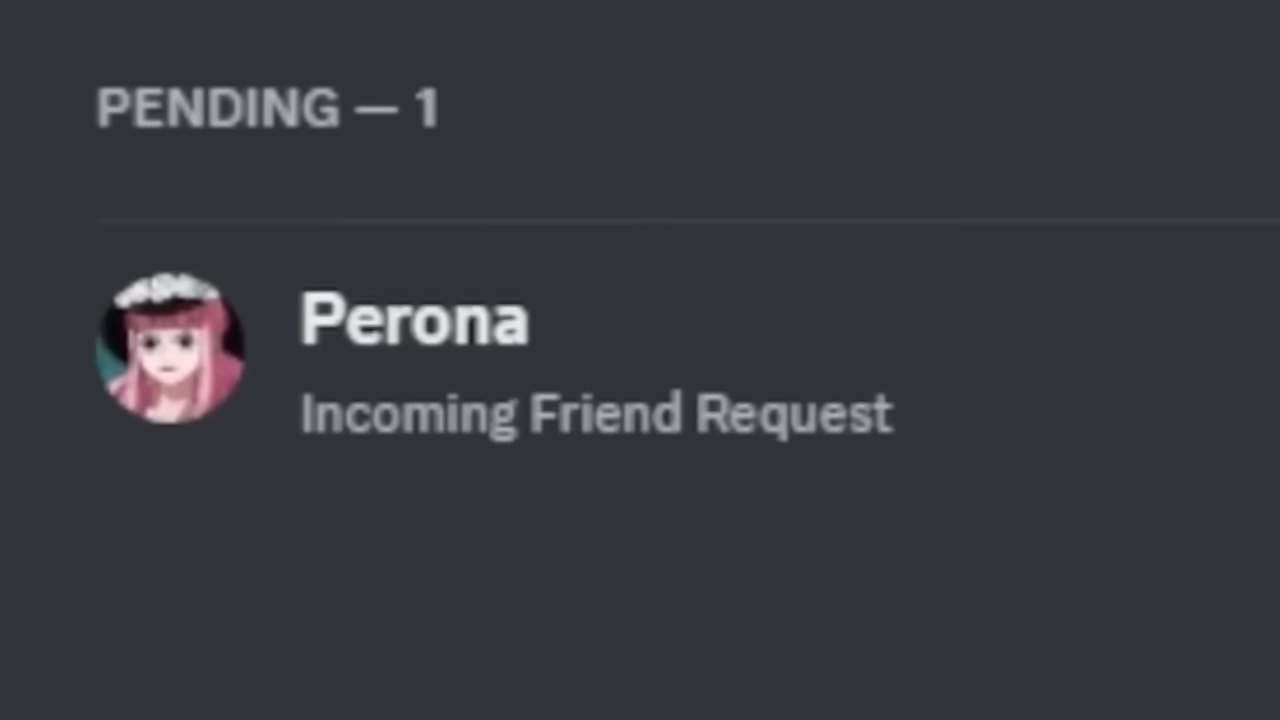 PENDING — 1
Perona
Incoming Friend Request